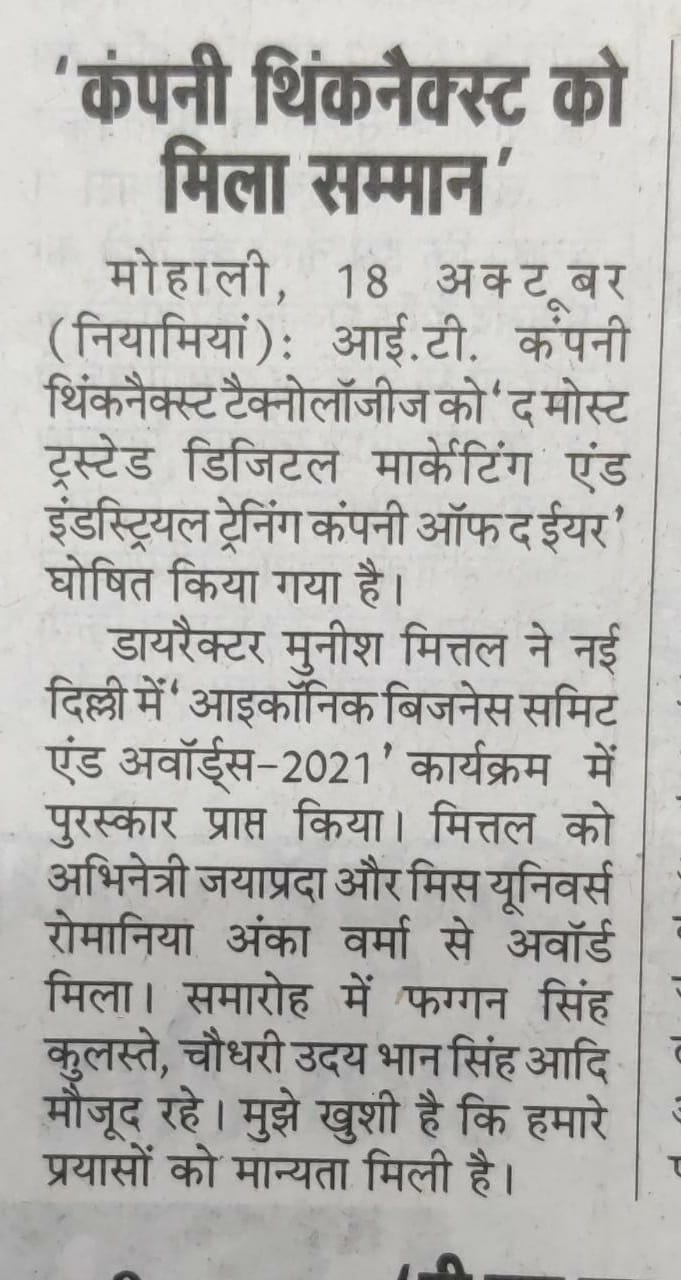 'कंपनी थिंकनैक्स्ट को
मिला सम्मान'
मोहाली, 18 अक्टूबर
(नियामियां): आई.टी. कंपनी
थिंकनैक्स्ट टैक्नोलॉजीज को 'द मोस्ट
ट्रस्टेड डिजिटल मार्केटिंग एंड
इंडस्ट्रियल ट्रेनिंग कंपनी ऑफ द ईयर'
घोषित किया गया है।
डायरैक्टर मुनीश मित्तल ने नई
दिल्ली में 'आइकॉनिक बिजनेस समिट
एंड अवॉर्ड्स-2021' कार्यक्रम में
पुरस्कार प्राप्त किया। मित्तल को
अभिनेत्री जयाप्रदा और मिस यूनिवर्स
रोमानिया अंका वर्मा से अवॉर्ड
मिला। समारोह में फग्गन सिंह
कुलस्ते, चौधरी उदय भान सिंह आदि
मौजूद रहे। मुझे खुशी है कि हमारे
प्रयासों को मान्यता मिली है।